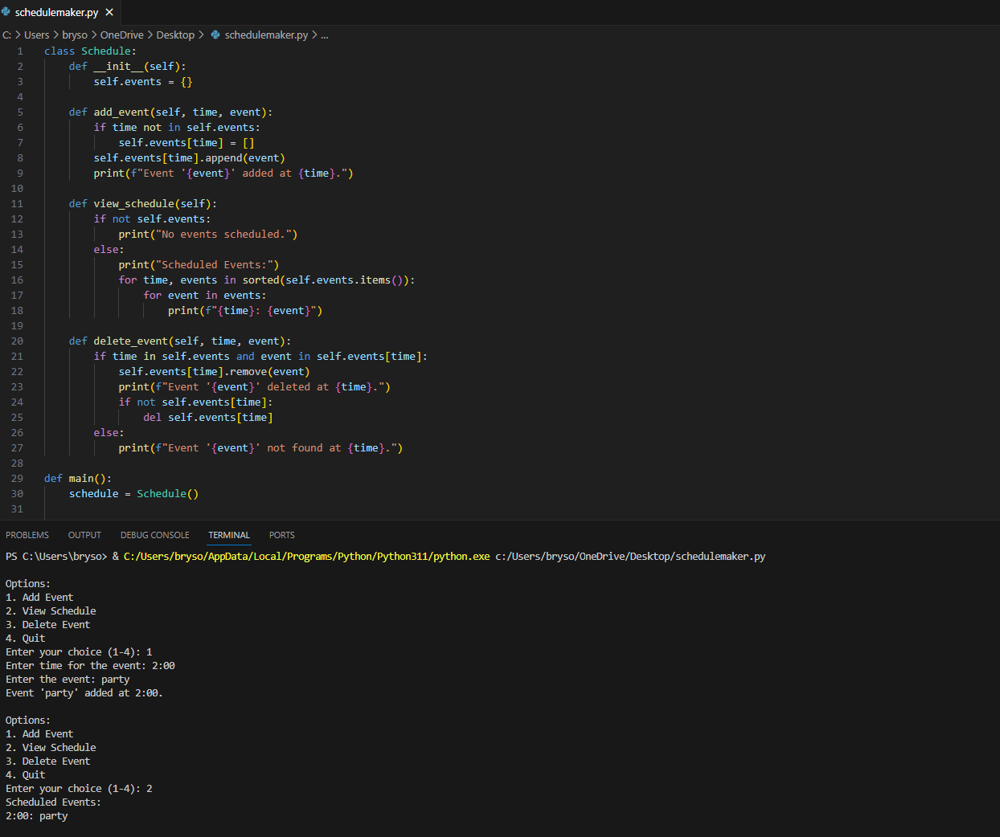 schedulemaker.py
C: > Users > bryso > OneDrive > Desktop > schedulemaker.py > ...
1 class Schedule:
2     def __init__(self):
3         self.events = {}
4
5     def add_event(self, time, event):
6         if time not in self.events:
7             self.events[time] = []
8         self.events[time].append(event)
9         print(f"Event '{event}' added at {time}.")
10
11     def view_schedule(self):
12         if not self.events:
13             print("No events scheduled.")
14         else:
15             print("Scheduled Events:")
16             for time, events in sorted(self.events.items()):
17                 for event in events:
18                     print(f"{time}: {event}")
19
20     def delete_event(self, time, event):
21         if time in self.events and event in self.events[time]:
22             self.events[time].remove(event)
23             print(f"Event '{event}' deleted at {time}.")
24             if not self.events[time]:
25                 del self.events[time]
26         else:
27             print(f"Event '{event}' not found at {time}.")
28
29 def main():
30     schedule = Schedule()
31
PROBLEMS OUTPUT DEBUG CONSOLE TERMINAL PORTS
PS C:\Users\bryso> & C:/Users/bryso/AppData/Local/Programs/Python/Python311/python.exe c:/Users/bryso/OneDrive/Desktop/schedulemaker.py
Options:
1. Add Event
2. View Schedule
3. Delete Event
4. Quit
Enter your choice (1-4): 1
Enter time for the event: 2:00
Enter the event: party
Event 'party' added at 2:00.
Options:
1. Add Event
2. View Schedule
3. Delete Event
4. Quit
Enter your choice (1-4): 2
Scheduled Events:
2:00: party